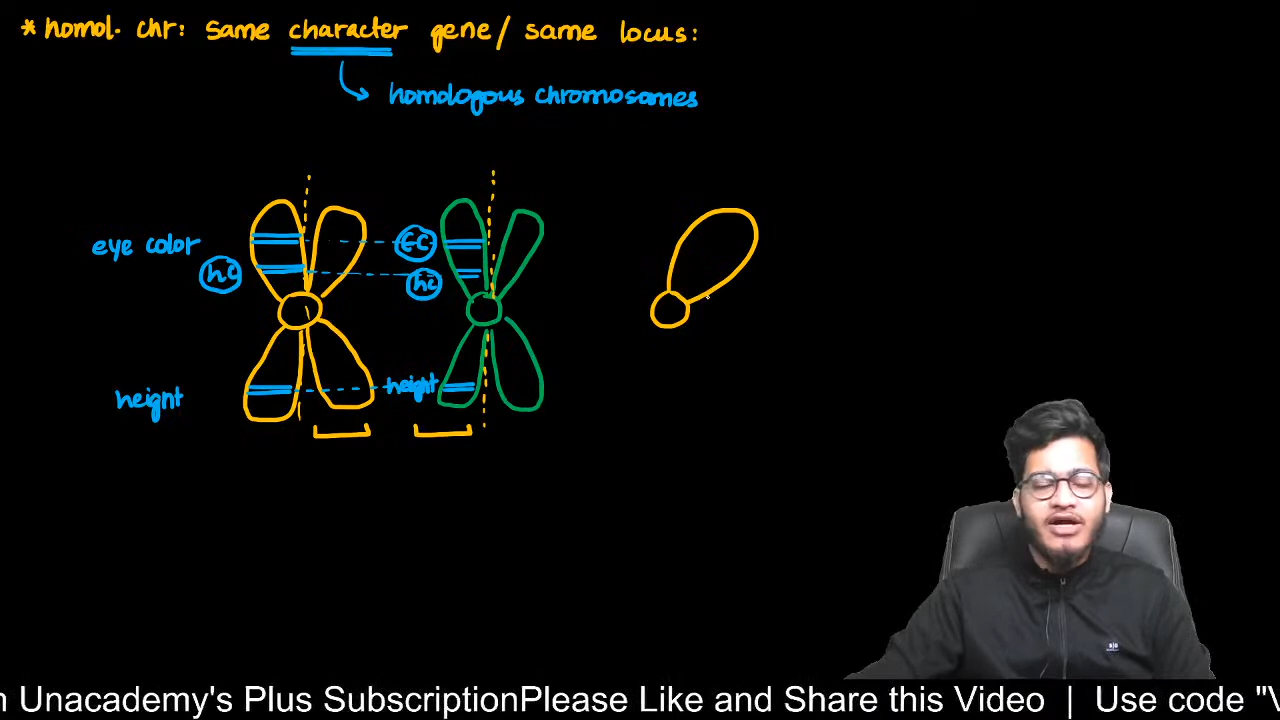 * homol. chr: same character gene/ same locus:
homologous chromosomes
eye color
EC
hc
hc
height
height
n Unacademy's Plus SubscriptionPlease Like and Share this Video | Use code "V